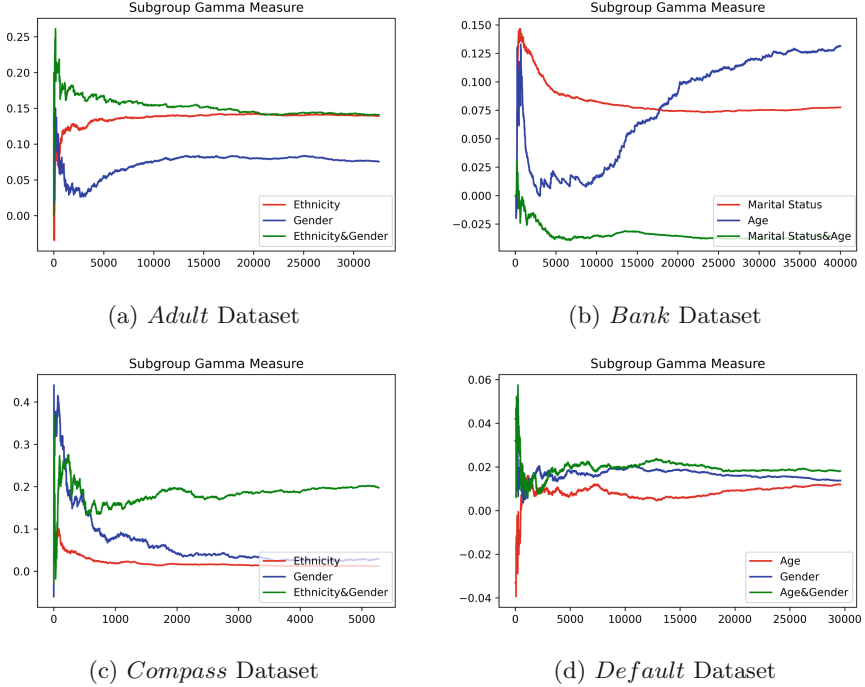 Subgroup Gamma Measure
0.25
0.20
0.15
0.10
0.05
0.00
0 5000 10000 15000 20000 25000 30000
Ethnicity
Gender
Ethnicity&Gender
(a) Adult Dataset
Subgroup Gamma Measure
0.150
0.125
0.100
0.075
0.050
0.025
0.000
−0.025
0 5000 10000 15000 20000 25000 30000 35000 40000
Marital Status
Age
Marital Status&Age
(b) Bank Dataset
Subgroup Gamma Measure
0.4
0.3
0.2
0.1
0.0
0 1000 2000 3000 4000 5000
Ethnicity
Gender
Ethnicity&Gender
(c) Compass Dataset
Subgroup Gamma Measure
0.06
0.04
0.02
0.00
−0.02
−0.04
0 5000 10000 15000 20000 25000 30000
Age
Gender
Age&Gender
(d) Default Dataset